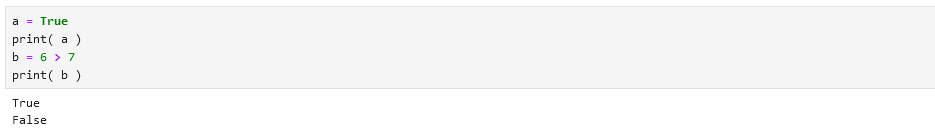 a = True
print( a )
b = 6 > 7
print( b )
True
False